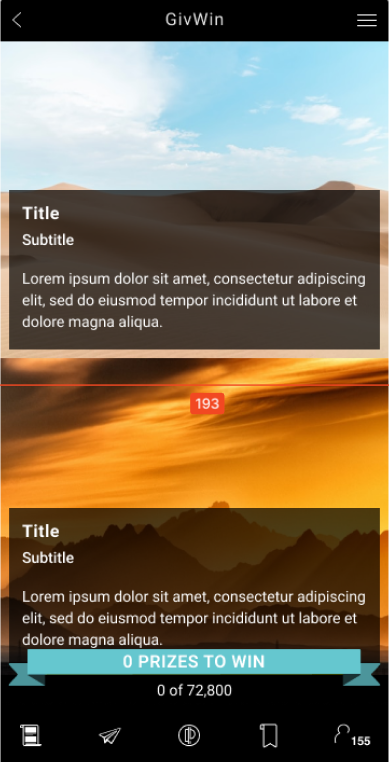 GivWin
Title
Subtitle
Lorem ipsum dolor sit amet, consectetur adipiscing
elit, sed do eiusmod tempor incididunt ut labore et
dolore magna aliqua.
193
Title
Subtitle
Lorem ipsum dolor sit amet, consectetur adipiscing
elit, sed do eiusmod tempor incididunt ut labore et
dolore magna aliqua.
0 PRIZES TO WIN
0 of 72,800
155